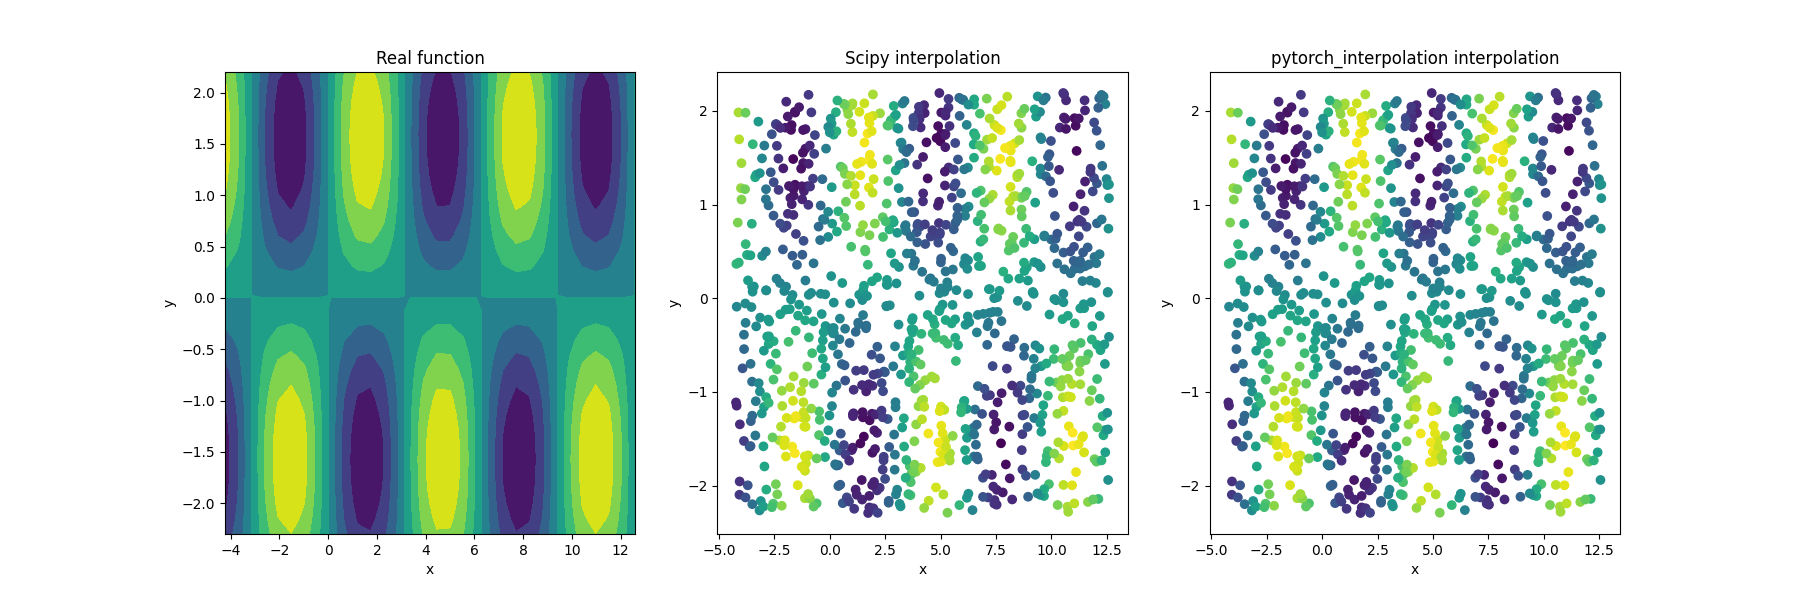 Real function
2.0
1.5
1.0
0.5
0.0
−0.5
−1.0
−1.5
−2.0
y
−4 −2 0 2 4 6 8 10 12
x
Scipy interpolation
2
1
0
−1
−2
y
−5.0 −2.5 0.0 2.5 5.0 7.5 10.0 12.5
x
pytorch_interpolation interpolation
2
1
0
−1
−2
y
−5.0 −2.5 0.0 2.5 5.0 7.5 10.0 12.5
x